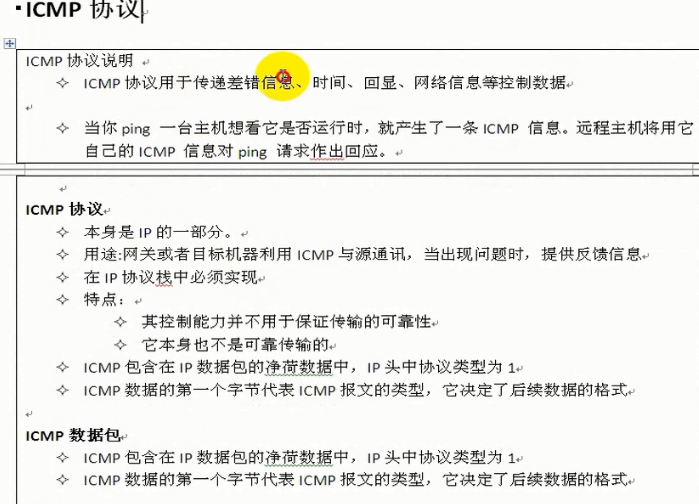 ▪ICMP 协议
ICMP 协议说明
✧ ICMP 协议用于传递差错信息、时间、回显、网络信息等控制数据
✧ 当你 ping 一台主机想看它是否运行时，就产生了一条 ICMP 信息。远程主机将用它
自己的 ICMP 信息对 ping 请求作出回应。
ICMP 协议
✧ 本身是 IP 的一部分。
✧ 用途:网关或者目标机器利用 ICMP 与源通讯，当出现问题时，提供反馈信息
✧ 在 IP 协议栈中必须实现
✧ 特点：
✧ 其控制能力并不用于保证传输的可靠性
✧ 它本身也不是可靠传输的
✧ ICMP 包含在 IP 数据包的净荷数据中，IP 头中协议类型为 1
✧ ICMP 数据的第一个字节代表 ICMP 报文的类型，它决定了后续数据的格式
ICMP 数据包
✧ ICMP 包含在 IP 数据包的净荷数据中，IP 头中协议类型为 1
✧ ICMP 数据的第一个字节代表 ICMP 报文的类型，它决定了后续数据的格式